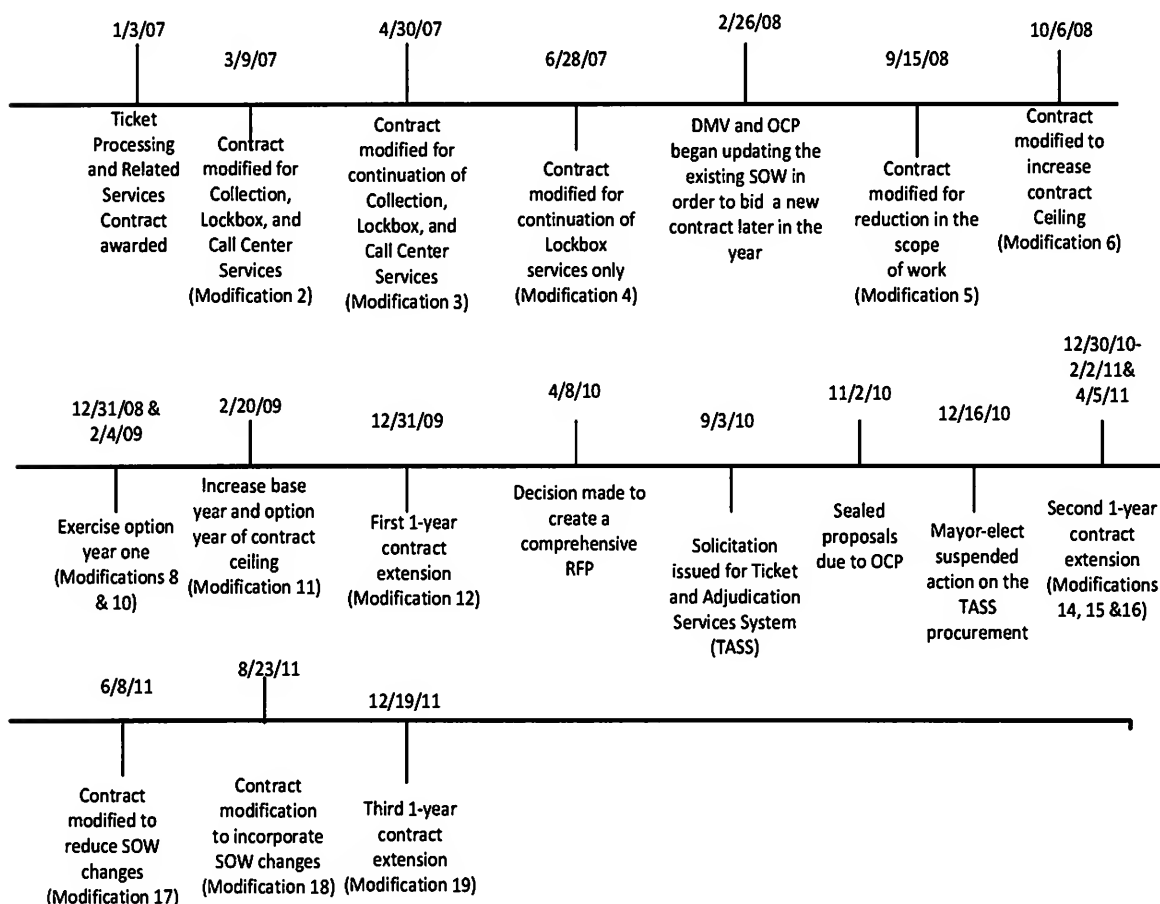 1/3/07
Ticket
Processing
and Related
Services
Contract
awarded
3/9/07
Contract
modified for
Collection,
Lockbox, and
Call Center
Services
(Modification 2)
4/30/07
Contract
modified for
continuation of
Collection,
Lockbox, and
Call Center
Services
(Modification 3)
6/28/07
Contract
modified for
continuation of
Lockbox
services only
(Modification 4)
2/26/08
DMV and OCP
began updating the
existing SOW in
order to bid a new
contract later in the
year
9/15/08
Contract
modified for
reduction in the
scope
of work
(Modification 5)
10/6/08
Contract
modified to
increase
contract
Ceiling
(Modification 6)
12/31/08 &
2/4/09
Exercise option
year one
(Modifications 8
& 10)
2/20/09
Increase base
year and option
year of contract
ceiling
(Modification 11)
12/31/09
First 1-year
contract
extension
(Modification 12)
4/8/10
Decision made to
create a
comprehensive
RFP
9/3/10
Solicitation
issued for Ticket
and Adjudication
Services System
(TASS)
11/2/10
Sealed
proposals
due to OCP
12/16/10
Mayor-elect
suspended
action on the
TASS
procurement
12/30/10-
2/2/11&
4/5/11
Second 1-year
contract
extension
(Modifications
14, 15 &16)
6/8/11
Contract
modified to
reduce SOW
changes
(Modification 17)
8/23/11
Contract
modification
to incorporate
SOW changes
(Modification 18)
12/19/11
Third 1-year
contract
extension
(Modification 19)